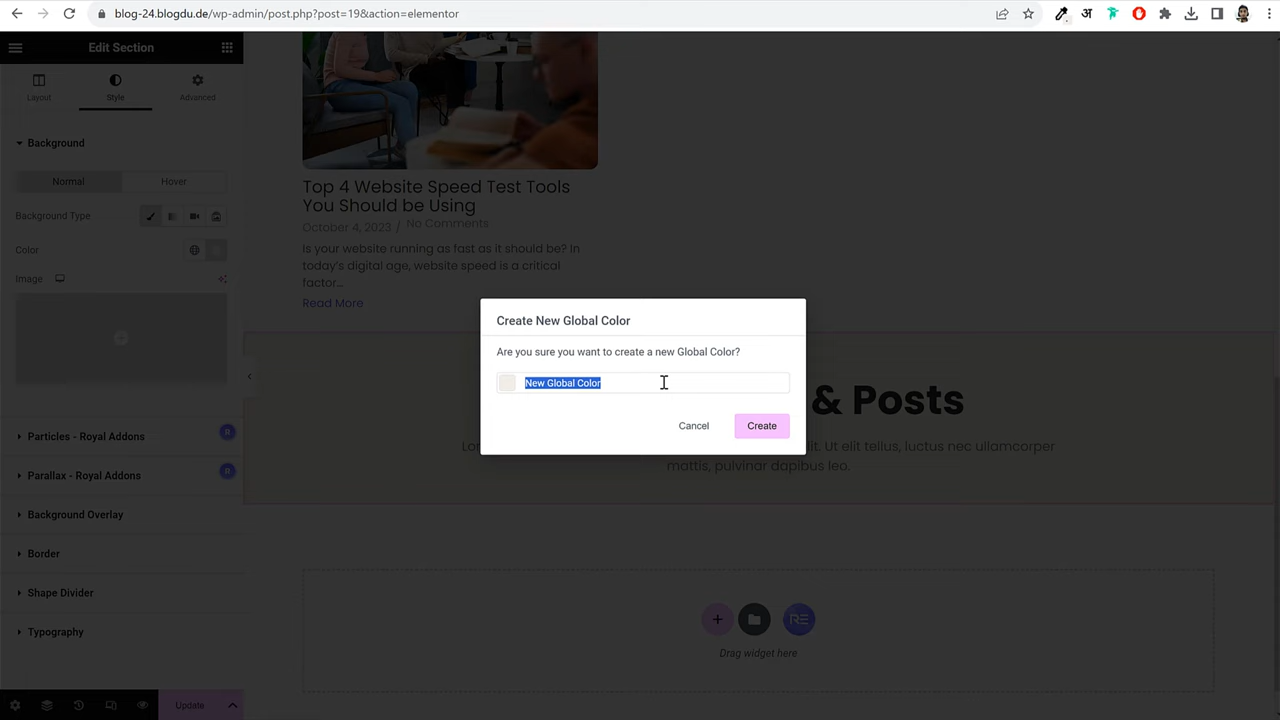 blog-24.blogdu.de/wp-admin/post.php?post=19&action=elementor
अ
Edit Section
Layout
Style
Advanced
Background
Normal
Hover
Background Type
Color
Image
Particles - Royal Addons
R
Parallax - Royal Addons
R
Background Overlay
Border
Shape Divider
Typography
Update
Top 4 Website Speed Test Tools
You Should be Using
October 4, 2023 / No Comments
Is your website running as fast as it should be? In
today's digital age, website speed is a critical
factor...
Read More
Create New Global Color
Are you sure you want to create a new Global Color?
New Global Color
Cancel
Create
& Posts
Lor
lit. Ut elit tellus, luctus nec ullamcorper
mattis, pulvinar dapibus leo.
RE
Drag widget here